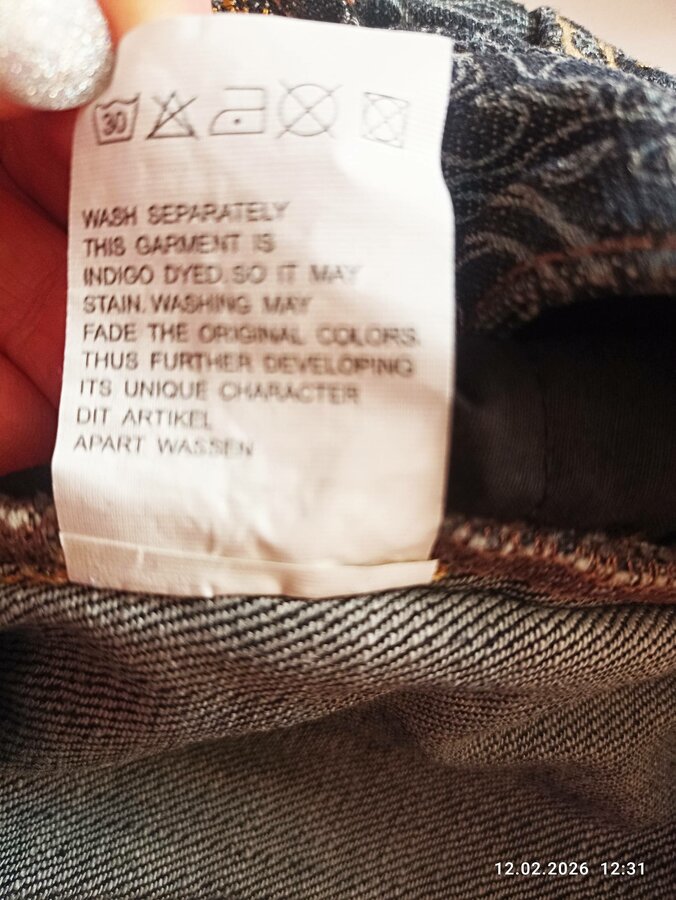 30
WASH SEPARATELY
THIS GARMENT IS
INDIGO DYED.SO IT MAY
STAIN.WASHING MAY
FADE THE ORIGINAL COLORS.
THUS FURTHER DEVELOPING
ITS UNIQUE CHARACTER
DIT ARTIKEL
APART WASSEN
12.02.2026 12:31